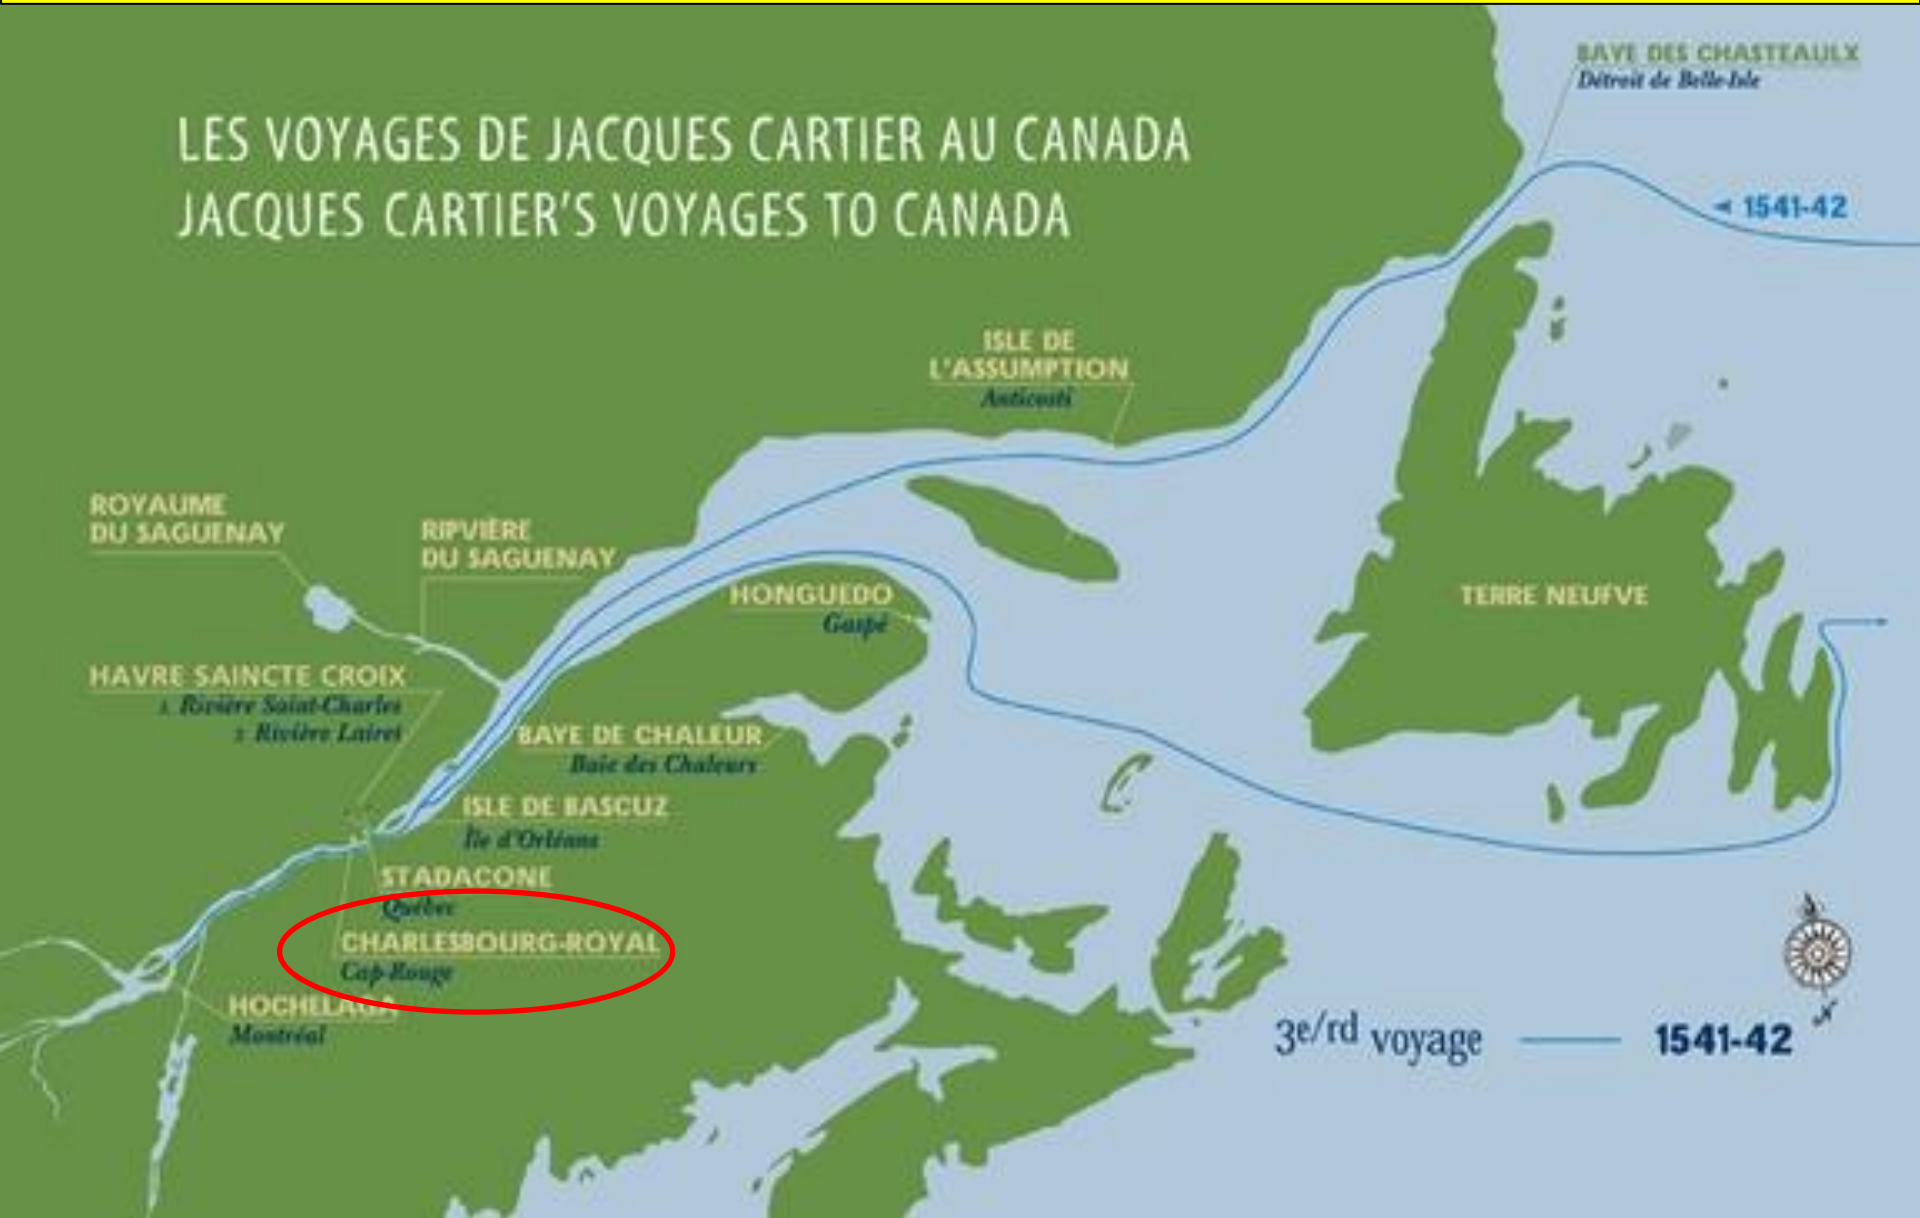 LES VOYAGES DE JACQUES CARTIER AU CANADA
JACQUES CARTIER'S VOYAGES TO CANADA
BAYE DES CHASTEAULX
Détroit de Belle-Isle
◄ 1541-42
ISLE DE
L'ASSUMPTION
Anticosti
ROYAUME
DU SAGUENAY
RIPVIÈRE
DU SAGUENAY
HONGUEDO
Gaspé
TERRE NEUFVE
HAVRE SAINCTE CROIX
1. Rivière Saint-Charles
2 Rivière Lairet
BAYE DE CHALEUR
Baie des Chaleurs
ISLE DE BASCUZ
Île d'Orléans
STADACONE
Québec
CHARLESBOURG-ROYAL
Cap-Rouge
HOCHELAGA
Montréal
3e/rd voyage 1541-42
N